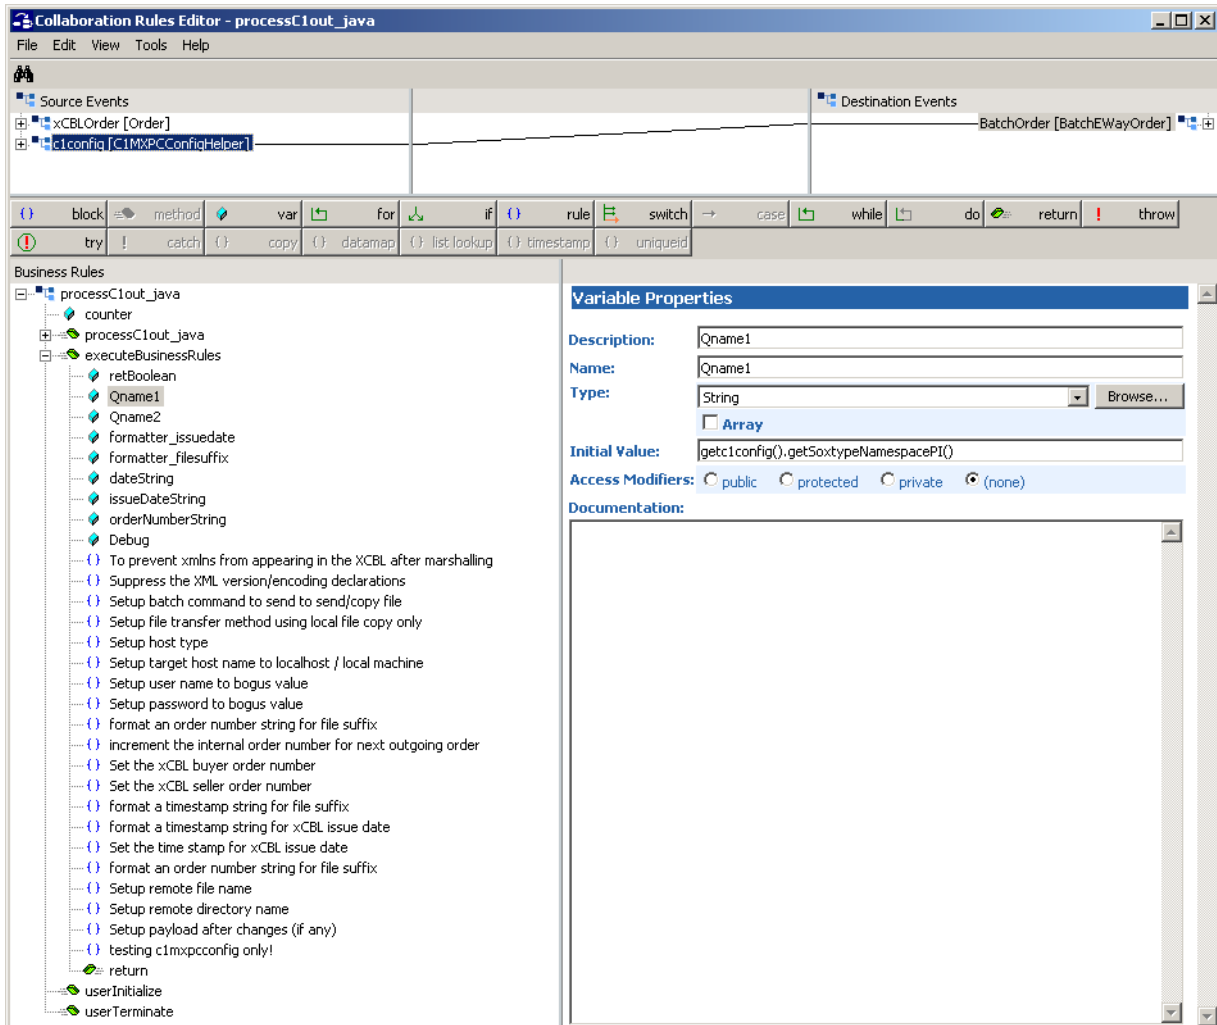 Collaboration Rules Editor - processC1out_java
File Edit View Tools Help
Source Events
Destination Events
xCBLOrder [Order]
BatchOrder [BatchEWayOrder]
c1config [C1MXPCConfigHelper]
{} block method var for if {} rule switch case while do return throw
try catch {} copy {} datamap {} list lookup {} timestamp {} uniqueid
Business Rules
processC1out_java
counter
processC1out_java
executeBusinessRules
retBoolean
Qname1
Qname2
formatter_issuedate
formatter_filesuffix
dateString
issueDateString
orderNumberString
Debug
{} To prevent xmlns from appearing in the XCBL after marshalling
{} Suppress the XML version/encoding declarations
{} Setup batch command to send to send/copy file
{} Setup file transfer method using local file copy only
{} Setup host type
{} Setup target host name to localhost / local machine
{} Setup user name to bogus value
{} Setup password to bogus value
{} format an order number string for file suffix
{} increment the internal order number for next outgoing order
{} Set the xCBL buyer order number
{} Set the xCBL seller order number
{} format a timestamp string for file suffix
{} format a timestamp string for xCBL issue date
{} Set the time stamp for xCBL issue date
{} format an order number string for file suffix
{} Setup remote file name
{} Setup remote directory name
{} Setup payload after changes (if any)
{} testing c1mxpcconfig only!
return
userInitialize
userTerminate
Variable Properties
Description: Qname1
Name: Qname1
Type: String Browse...
Array
Initial Value: getc1config().getSoxtypeNamespacePI()
Access Modifiers: public protected private (none)
Documentation: